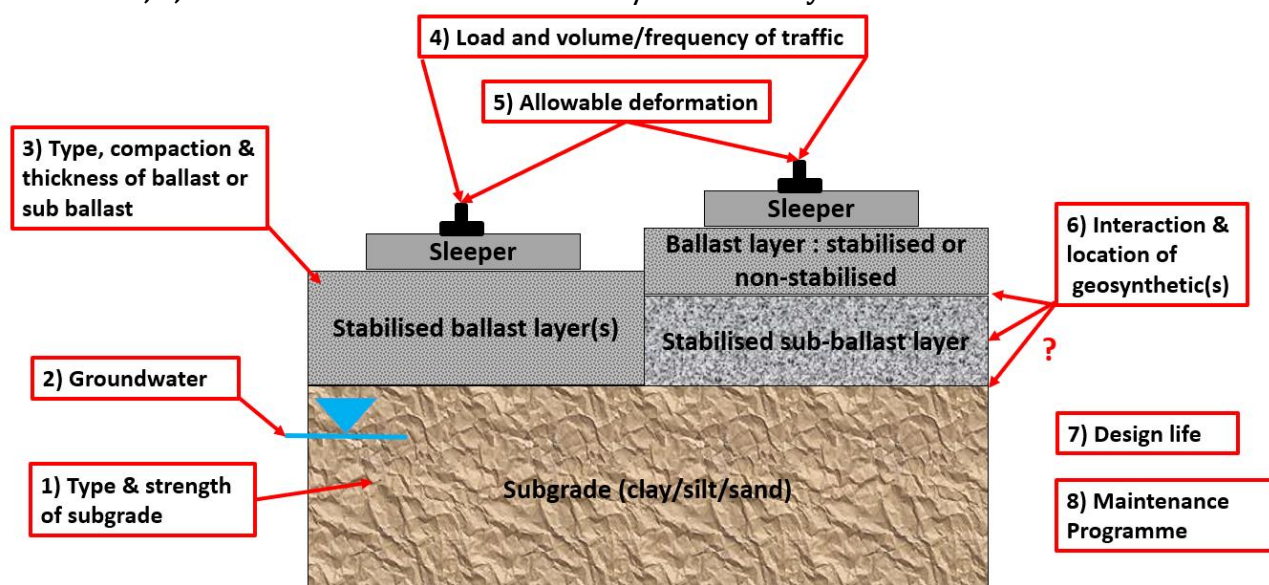 4) Load and volume/frequency of traffic
5) Allowable deformation
3) Type, compaction &
thickness of ballast or
sub ballast
Sleeper
Sleeper
Ballast layer : stabilised or
non-stabilised
6) Interaction &
location of
geosynthetic(s)
Stabilised ballast layer(s)
Stabilised sub-ballast layer
?
2) Groundwater
7) Design life
1) Type & strength
of subgrade
Subgrade (clay/silt/sand)
8) Maintenance
Programme